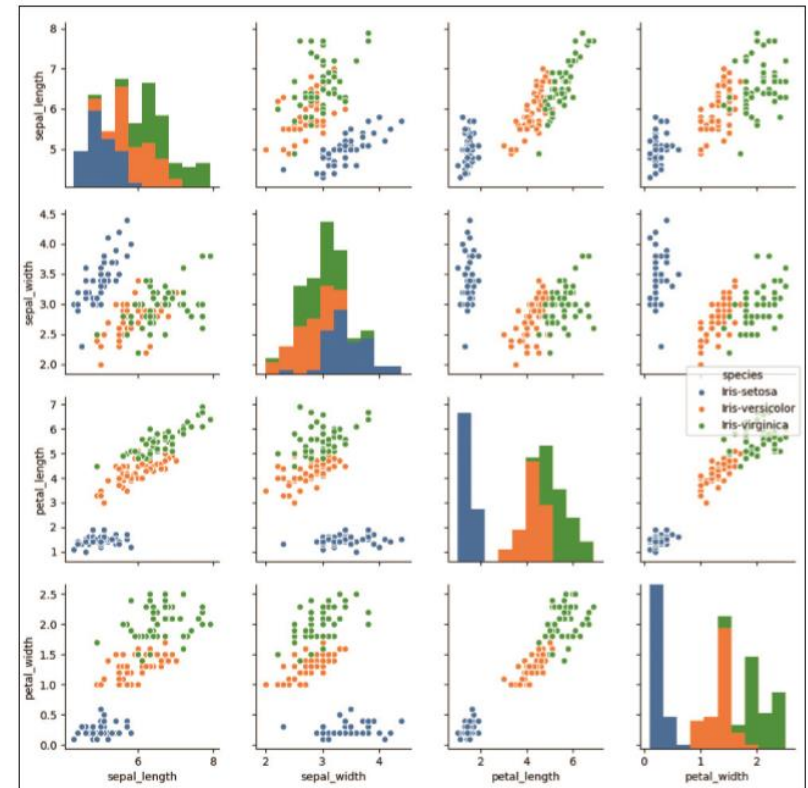 8
7
6
5
sepal_length
4.5
4.0
3.5
3.0
2.5
2.0
sepal_width
species
Iris-setosa
Iris-versicolor
Iris-virginica
7
6
5
4
3
2
1
petal_length
2.5
2.0
1.5
1.0
0.5
0.0
petal_width
6 8
sepal_length
2 3 4
sepal_width
2 4 6
petal_length
0 1 2
petal_width